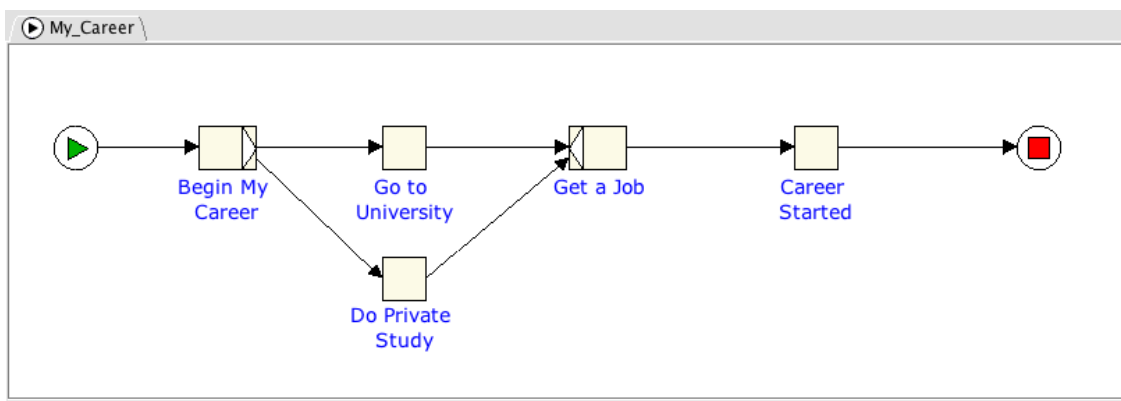 My_Career
Begin My
Career
Go to
University
Get a Job
Career
Started
Do Private
Study